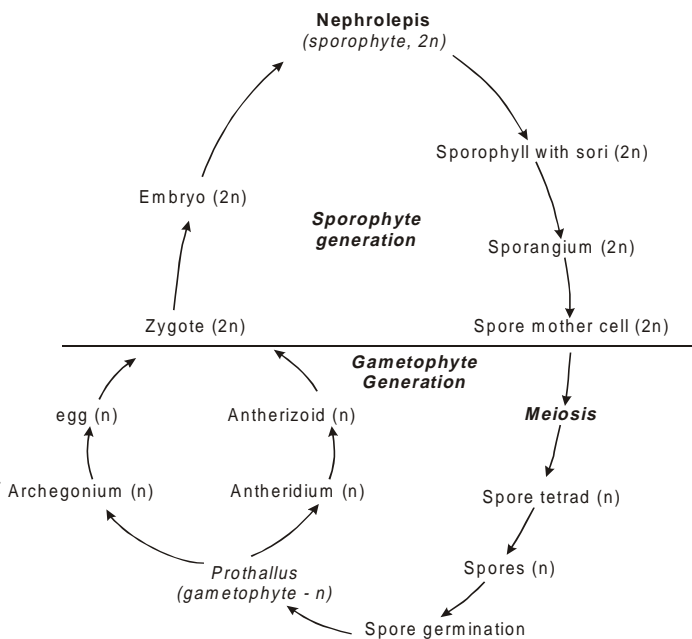 Nephrolepis
(sporophyte, 2n)
Sporophyll with sori (2n)
Embryo (2n)
Sporophyte
generation
Sporangium (2n)
Zygote (2n)
Spore mother cell (2n)
Gametophyte
Generation
egg (n)
Antherizoid (n)
Meiosis
Archegonium (n)
Antheridium (n)
Spore tetrad (n)
Spores (n)
Prothallus
(gametophyte - n)
Spore germination